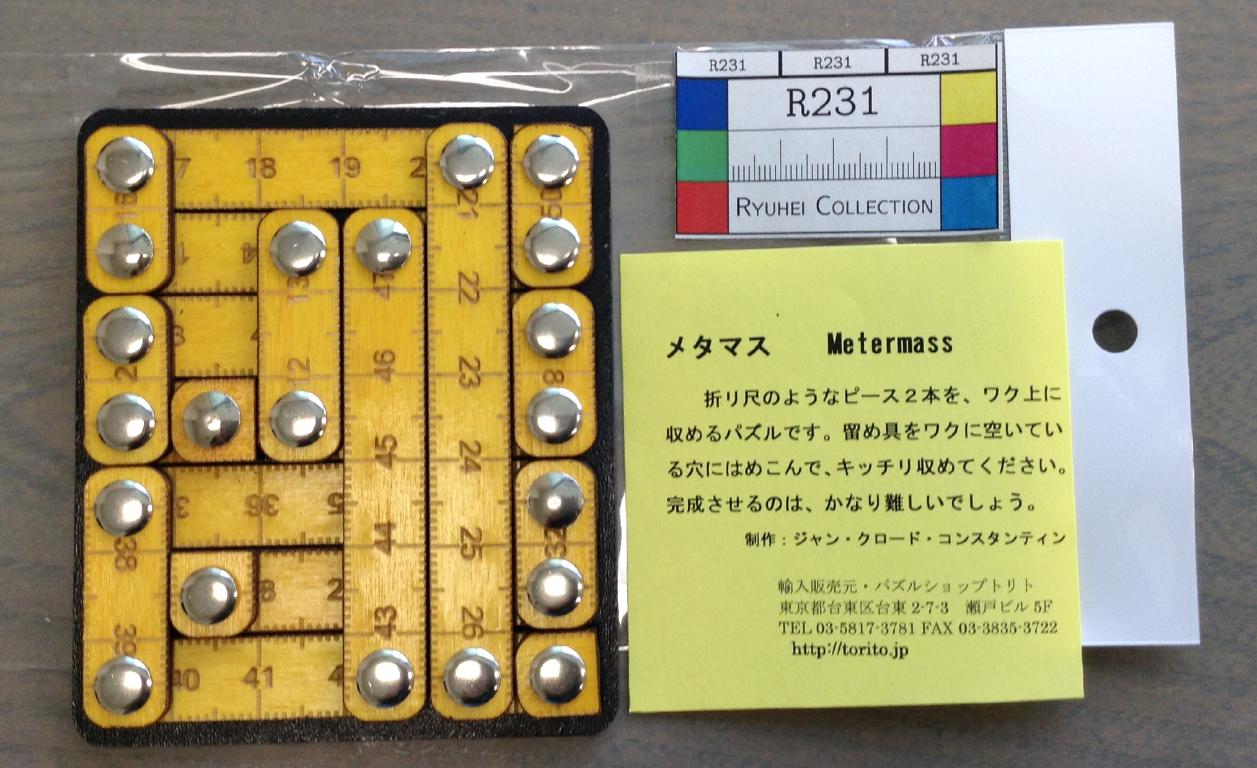 R231 R231 R231
R231
RYUHEI COLLECTION
メタマス Metermass
折り尺のようなピース２本を、ワク上に
収めるパズルです。留め具をワクに空いてい
る穴にはめこんで、キッチリ収めてください。
完成させるのは、かなり難しいでしょう。
制作：ジャン・クロード・コンスタンティン
輸入販売元・パズルショップトリト
東京都台東区台東 2-7-3 瀬戸ビル 5F
TEL 03-5817-3781 FAX 03-3835-3722
http://torito.jp
18 19
21
22
23
24
25
26
13
12
47
46
45
44
43
36
38
39
40 41
32